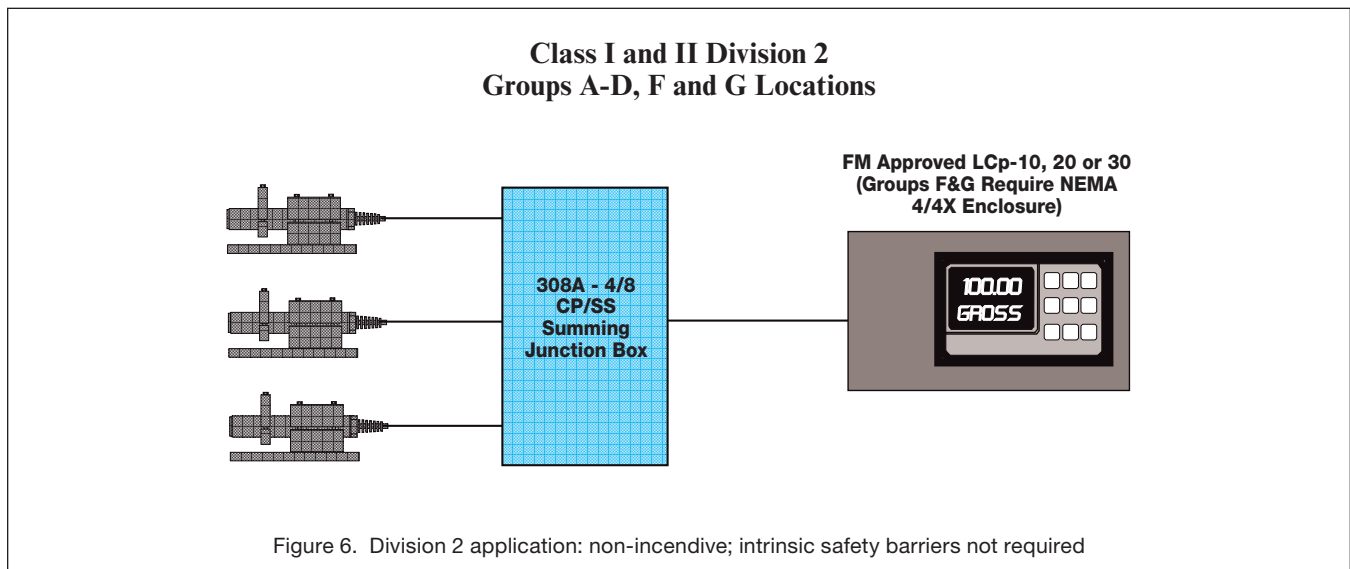 Class I and II Division 2
Groups A-D, F and G Locations
FM Approved LCp-10, 20 or 30
(Groups F&G Require NEMA
4/4X Enclosure)
308A - 4/8
CP/SS
Summing
Junction Box
100.00
GROSS
Figure 6. Division 2 application: non-incendive; intrinsic safety barriers not required